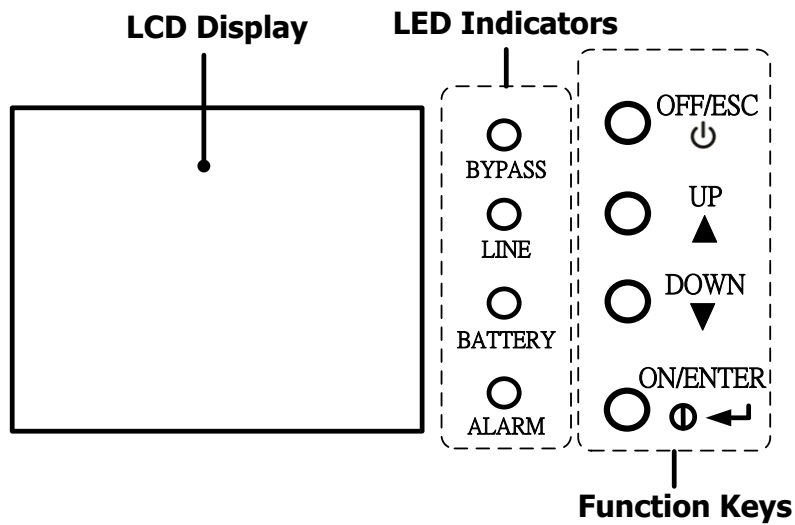 LCD Display
LED Indicators
BYPASS
LINE
BATTERY
ALARM
OFF/ESC
UP
DOWN
ON/ENTER
Function Keys